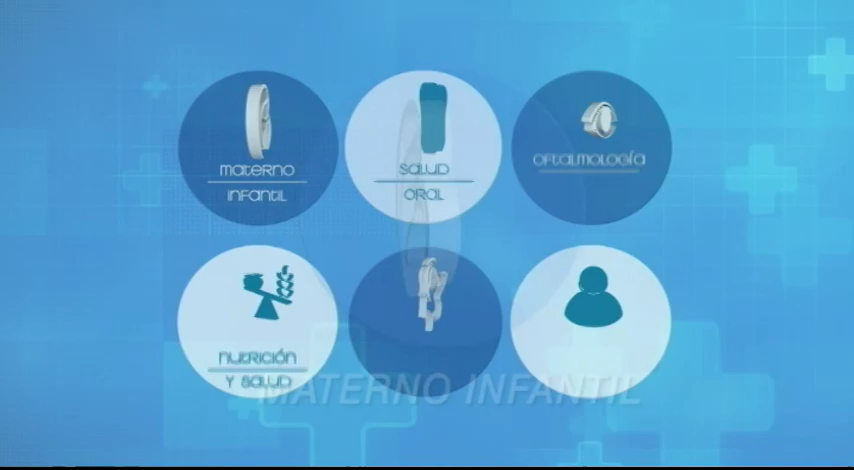 MATERNO
INFANTIL
SALUD
ORAL
OFTALMOLOGÍA
NUTRICIÓN
Y SALUD
MATERNO INFANTIL